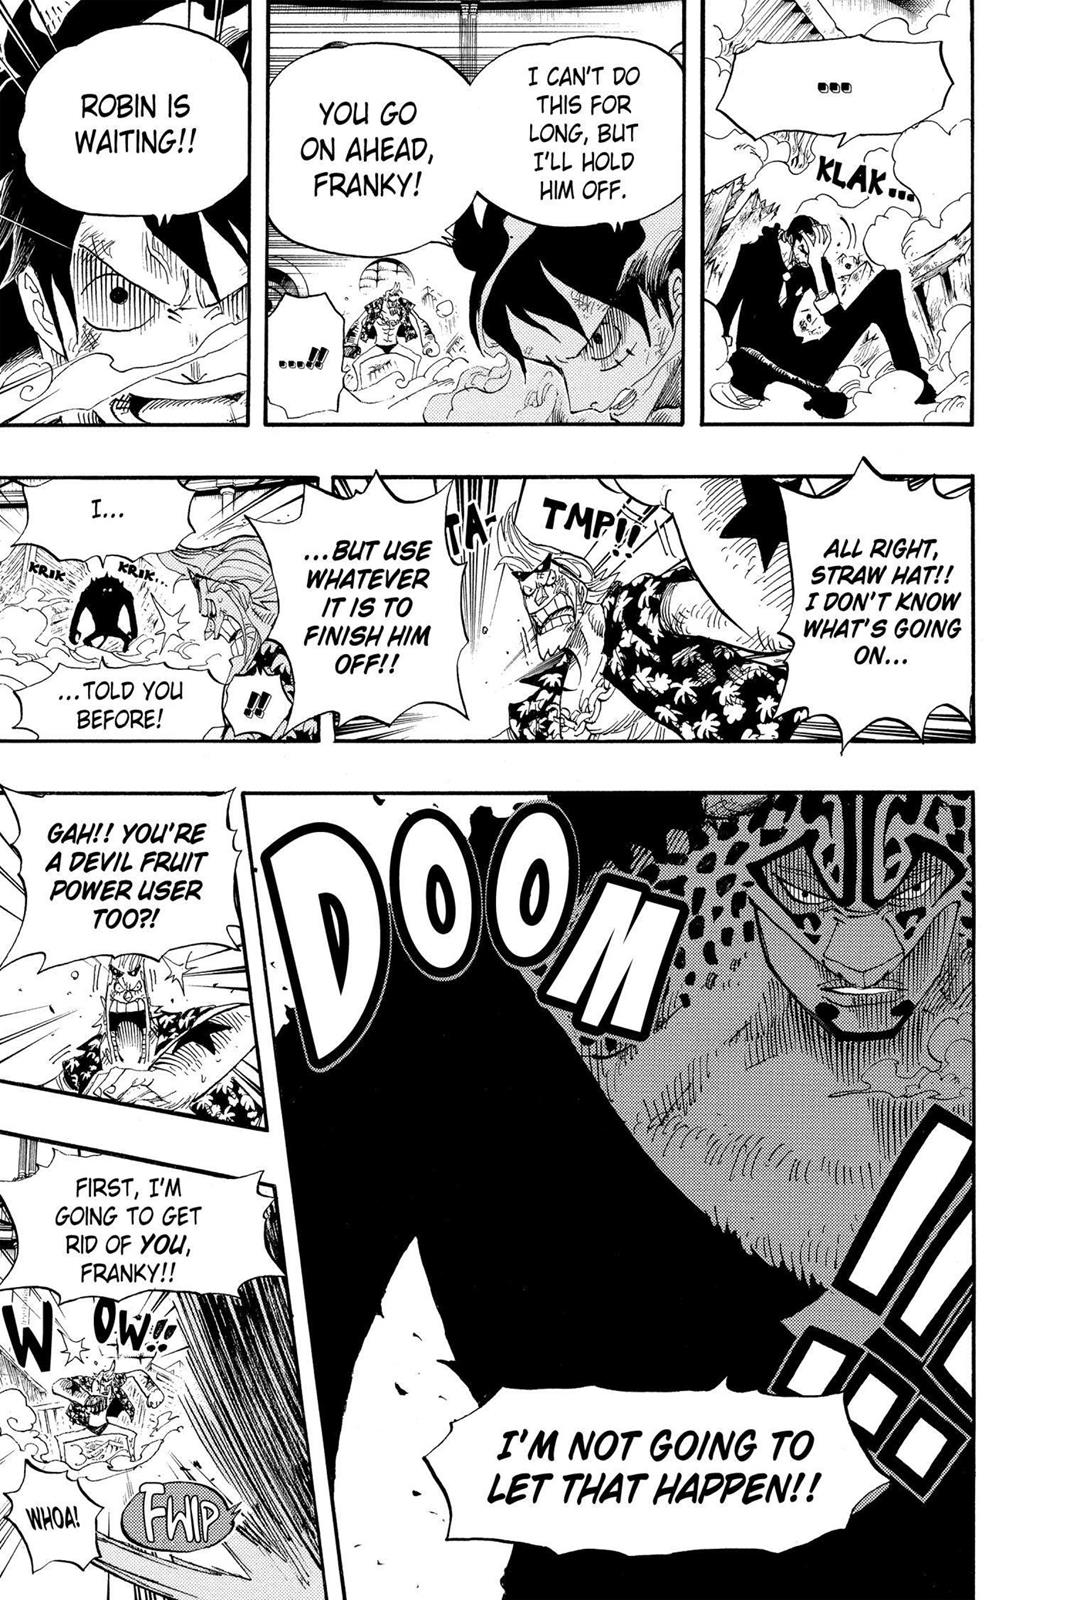 ...
KLAK...
I CAN'T DO
THIS FOR
LONG, BUT
I'LL HOLD
HIM OFF.
YOU GO
ON AHEAD,
FRANKY!
....!!
ROBIN IS
WAITING!!
ALL RIGHT,
STRAW HAT!!
I DON'T KNOW
WHAT'S GOING
ON...
TA-
TMP!!
...BUT USE
WHATEVER
IT IS TO
FINISH HIM
OFF!!
I...
KRIK
KRIK...
...TOLD YOU
BEFORE!
!!
DOOM
!!!...
I'M NOT GOING TO
LET THAT HAPPEN!!
GAH!! YOU'RE
A DEVIL FRUIT
POWER USER
TOO?!
FIRST, I'M
GOING TO GET
RID OF YOU,
FRANKY!!
WOW!!
WHOA!
FWIP